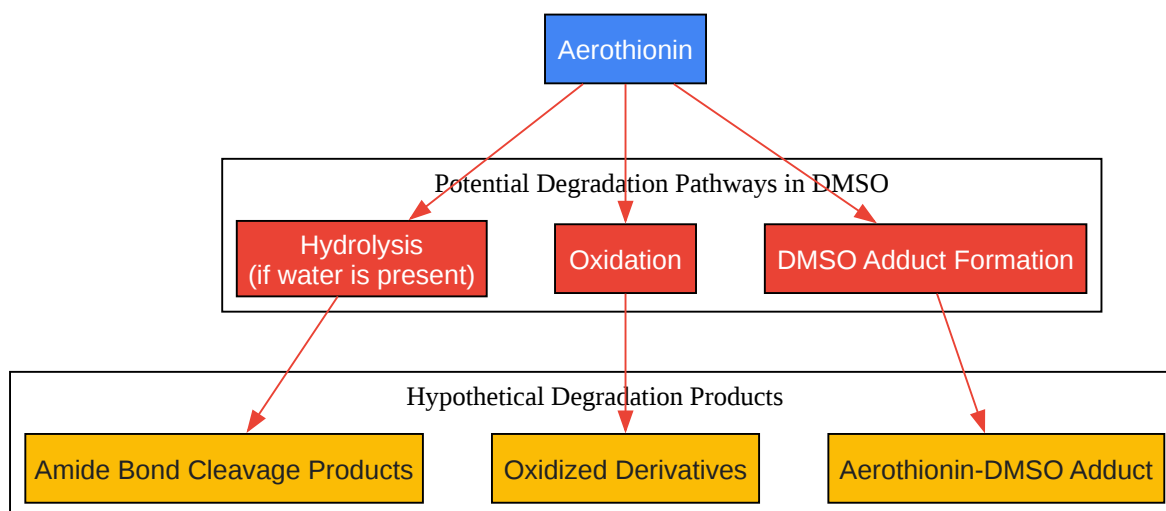 Aerothionin
Potential Degradation Pathways in DMSO
Hydrolysis
(if water is present)
Oxidation
DMSO Adduct Formation
Hypothetical Degradation Products
Amide Bond Cleavage Products
Oxidized Derivatives
Aerothionin-DMSO Adduct